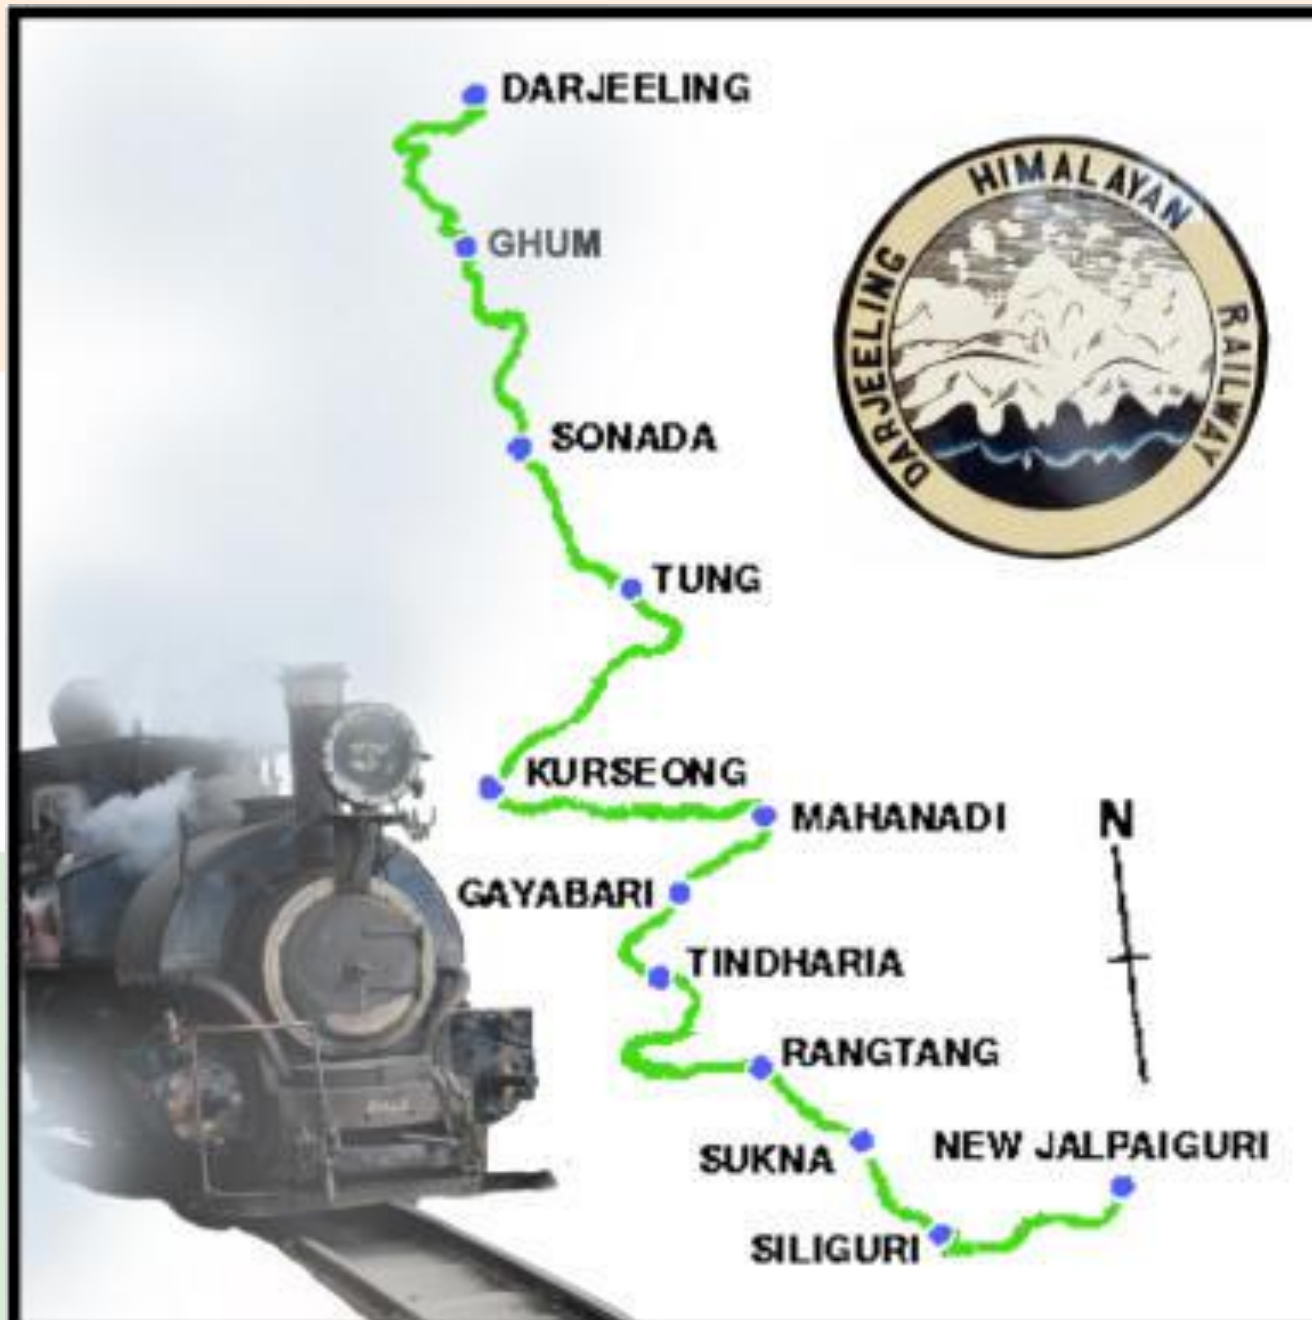 DARJEELING
DARJEELING HIMALAYAN RAILWAY
GHUM
SONADA
TUNG
KURSEONG
MAHANADI
N
GAYABARI
TINDHARIA
RANGTANG
NEW JALPAIGURI
SUKNA
SILIGURI